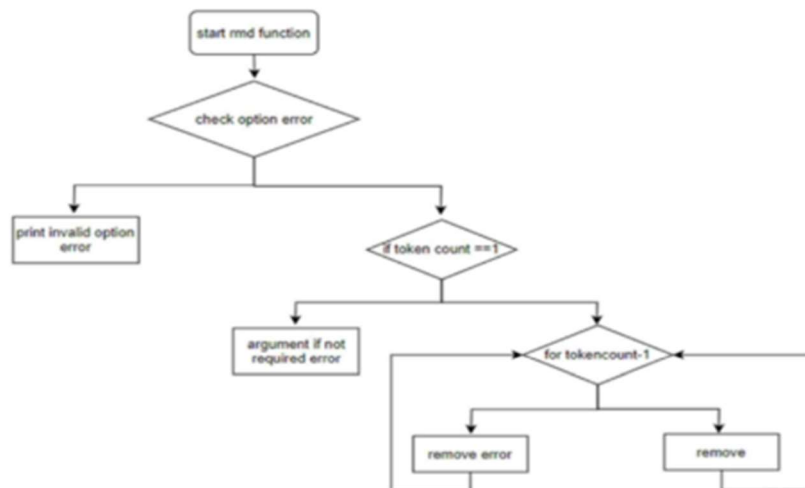 start rmd function
check option error
print invalid option
error
if token count ==1
argument if not
required error
for tokencount-1
remove error
remove